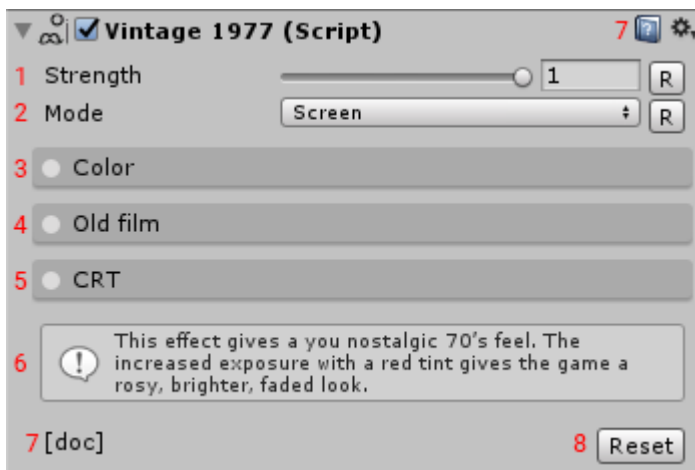 Vintage 1977 (Script) 7 ?
1 Strength 1 R
2 Mode Screen R
3 Color
4 Old film
5 CRT
This effect gives a you nostalgic 70's feel. The
6 ! increased exposure with a red tint gives the game a
rosy, brighter, faded look.
7 [doc] 8 Reset